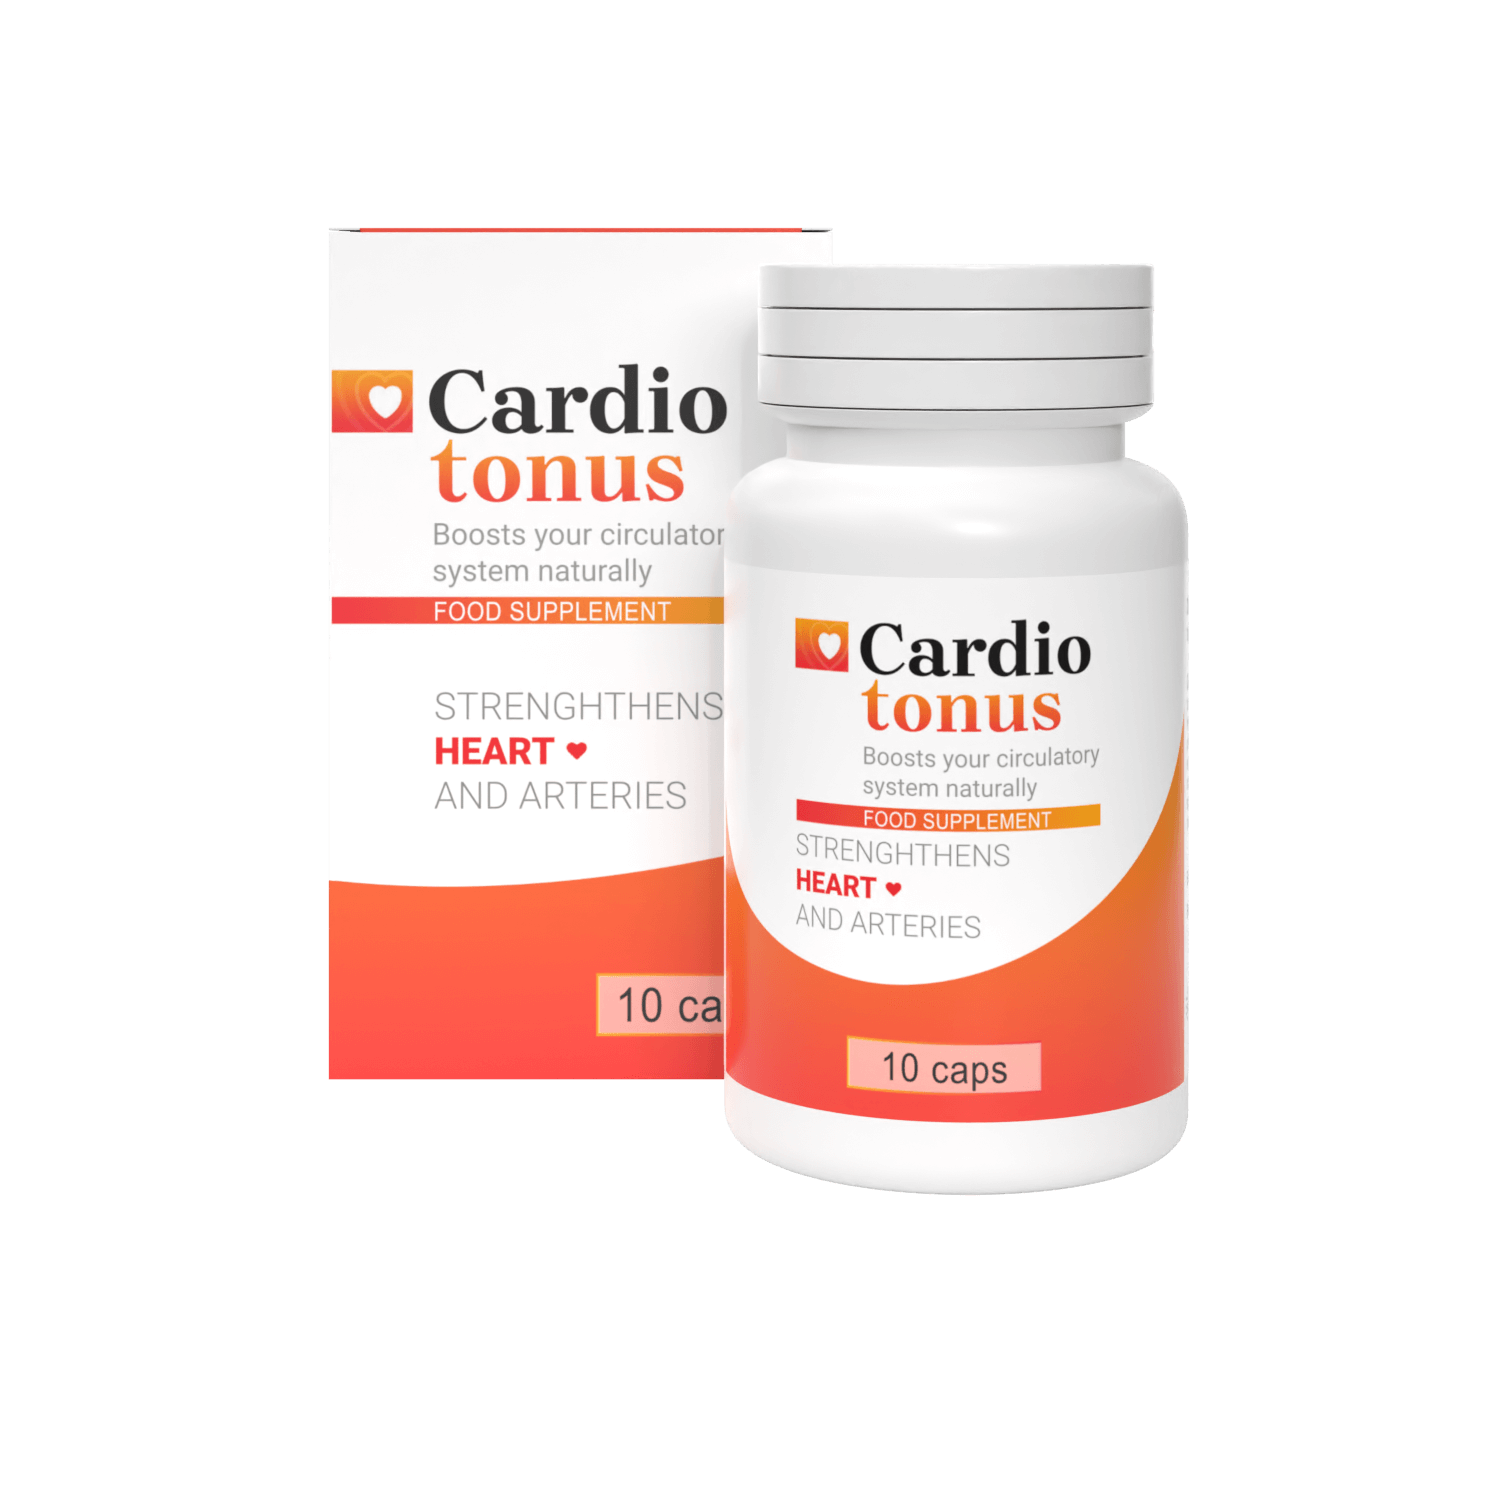 Cardio
tonus
Boosts your circulator
system naturally
FOOD SUPPLEMENT
STRENGHTHENS
HEART
AND ARTERIES
10 ca
Cardio
tonus
Boosts your circulatory
system naturally
FOOD SUPPLEMENT
STRENGHTHENS
HEART
AND ARTERIES
10 caps